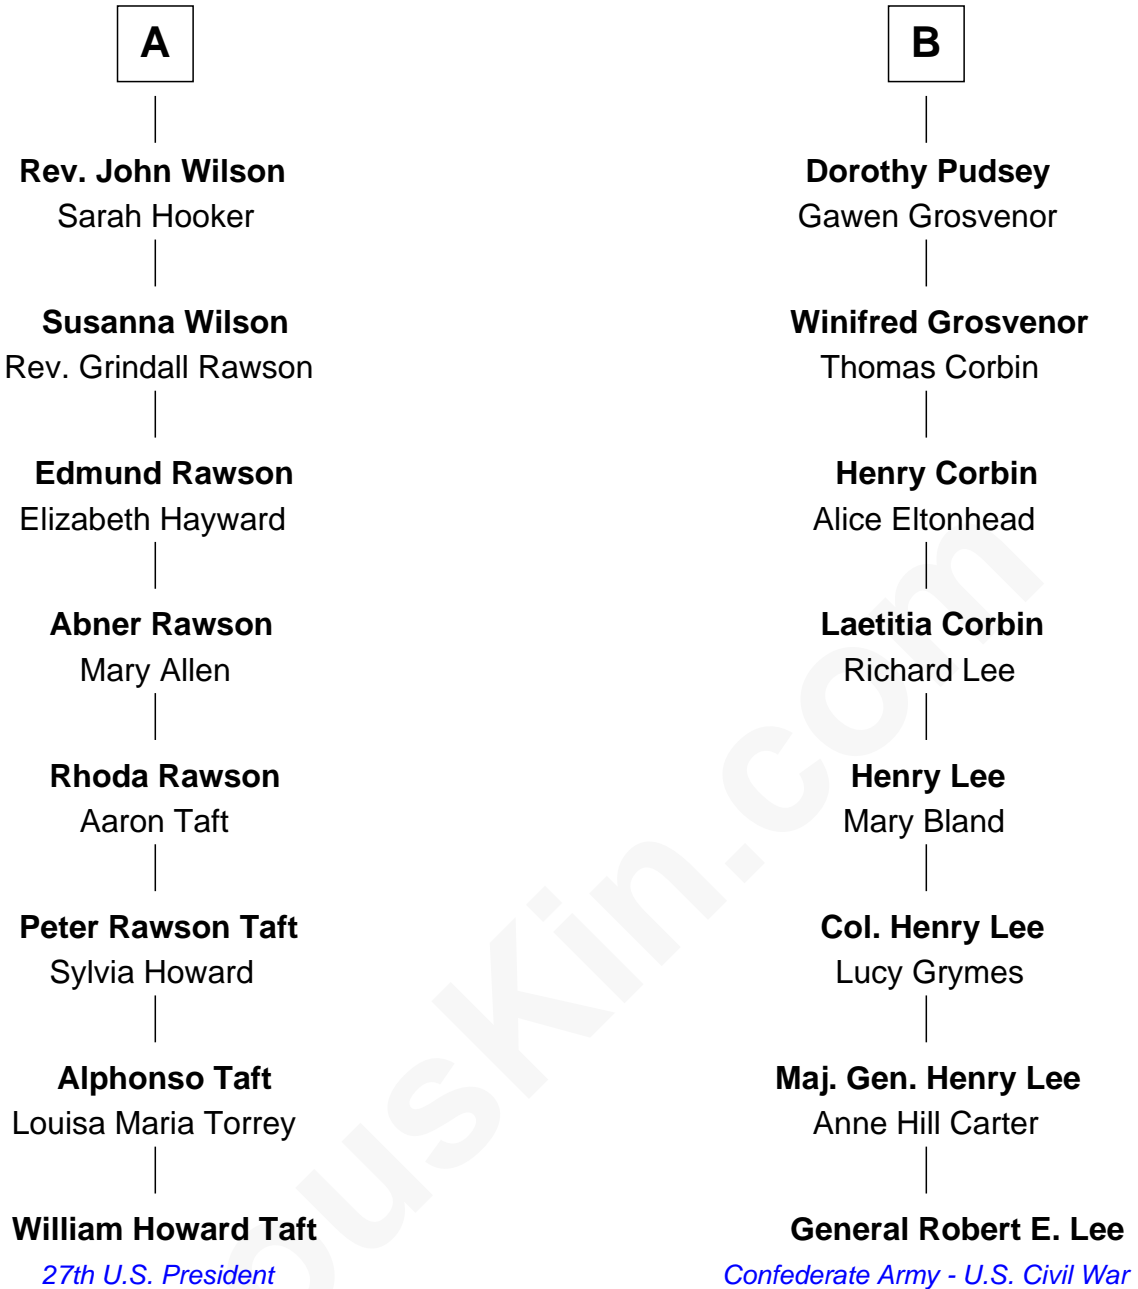 A
Rev. John Wilson
Sarah Hooker
Susanna Wilson
Rev. Grindall Rawson
Edmund Rawson
Elizabeth Hayward
Abner Rawson
Mary Allen
Rhoda Rawson
Aaron Taft
Peter Rawson Taft
Sylvia Howard
Alphonso Taft
Louisa Maria Torrey
William Howard Taft
27th U.S. President
B
Dorothy Pudsey
Gawen Grosvenor
Winifred Grosvenor
Thomas Corbin
Henry Corbin
Alice Eltonhead
Laetitia Corbin
Richard Lee
Henry Lee
Mary Bland
Col. Henry Lee
Lucy Grymes
Maj. Gen. Henry Lee
Anne Hill Carter
General Robert E. Lee
Confederate Army - U.S. Civil War
ousKin.com